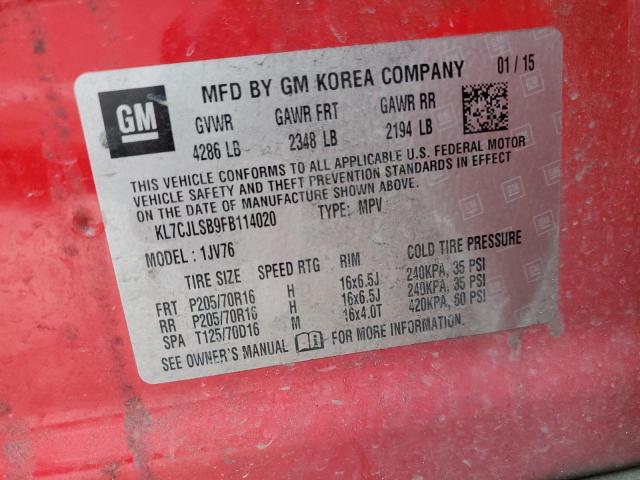 GM
MFD BY GM KOREA COMPANY 01 / 15
GVWR GAWR FRT GAWR RR
4286 LB 2348 LB 2194 LB
THIS VEHICLE CONFORMS TO ALL APPLICABLE U.S. FEDERAL MOTOR
VEHICLE SAFETY AND THEFT PREVENTION STANDARDS IN EFFECT
ON THE DATE OF MANUFACTURE SHOWN ABOVE.
KL7CJLSB9FB114020 TYPE: MPV
MODEL : 1JV76
TIRE SIZE SPEED RTG RIM COLD TIRE PRESSURE
FRT P205/70R16 H 16x6.5J 240KPA, 35 PSI
RR P205/70R16 H 16x6.5J 240KPA, 35 PSI
SPA T125/70D16 M 16x4.0T 420KPA, 60 PSI
SEE OWNER'S MANUAL FOR MORE INFORMATION.